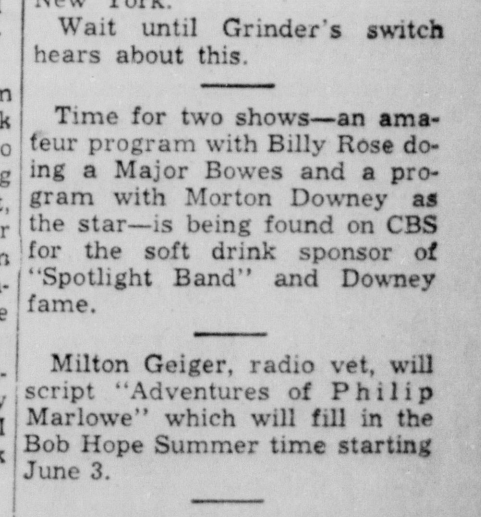 New York.
Wait until Grinder's switch
hears about this.
Time for two shows—an ama-
teur program with Billy Rose do-
ing a Major Bowes and a pro-
gram with Morton Downey as
the star—is being found on CBS
for the soft drink sponsor of
"Spotlight Band" and Downey
fame.
Milton Geiger, radio vet, will
script "Adventures of Philip
Marlowe" which will fill in the
Bob Hope Summer time starting
June 3.